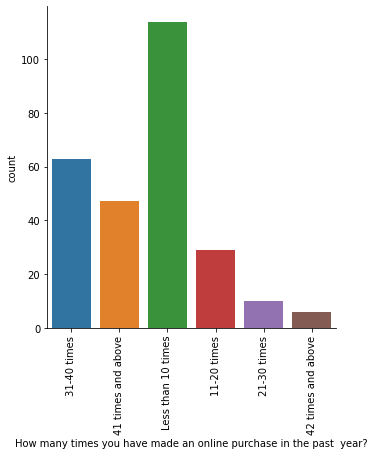 100
80
60
40
20
0
count
31-40 times
41 times and above
Less than 10 times
11-20 times
21-30 times
42 times and above
How many times you have made an online purchase in the past  year?